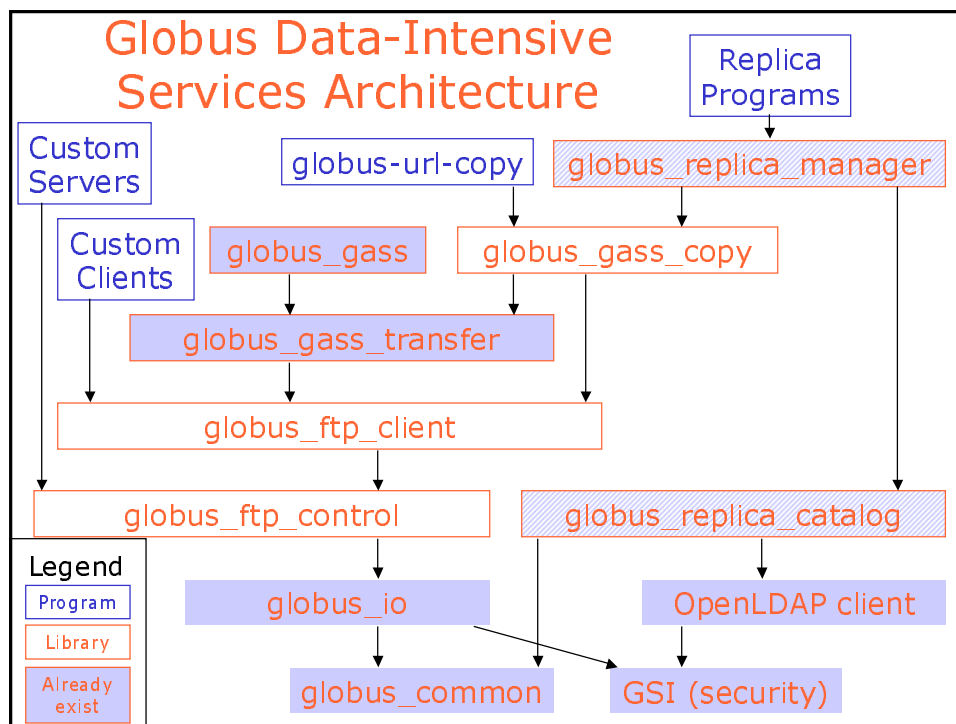 Globus Data-Intensive
Services Architecture
Replica
Programs
Custom
Servers
globus-url-copy
globus_replica_manager
Custom
Clients
globus_gass
globus_gass_copy
globus_gass_transfer
globus_ftp_client
globus_ftp_control
globus_replica_catalog
Legend
Program
Library
Already
exist
globus_io
OpenLDAP client
globus_common
GSI (security)